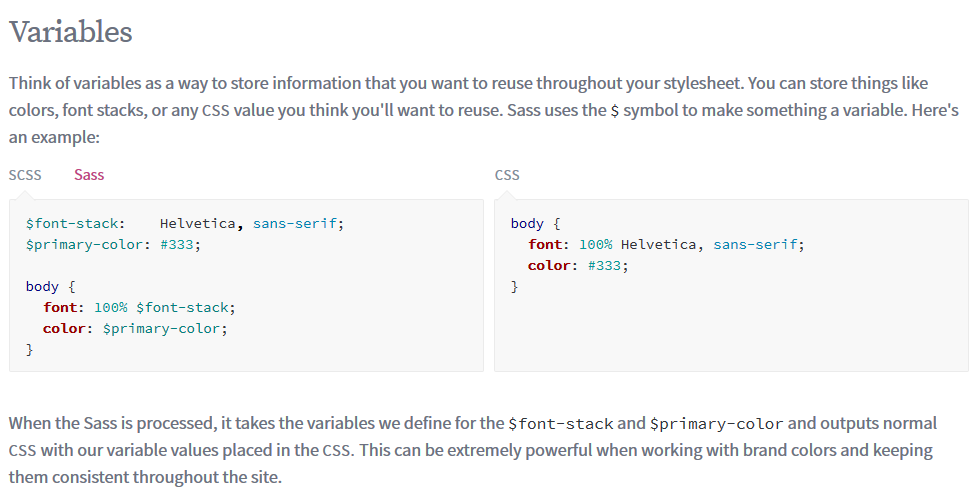 Variables
Think of variables as a way to store information that you want to reuse throughout your stylesheet. You can store things like
colors, font stacks, or any CSS value you think you'll want to reuse. Sass uses the $ symbol to make something a variable. Here's
an example:
SCSS Sass
$font-stack:    Helvetica, sans-serif;
$primary-color: #333;
body {
  font: 100% $font-stack;
  color: $primary-color;
}
CSS
body {
  font: 100% Helvetica, sans-serif;
  color: #333;
}
When the Sass is processed, it takes the variables we define for the $font-stack and $primary-color and outputs normal
CSS with our variable values placed in the CSS. This can be extremely powerful when working with brand colors and keeping
them consistent throughout the site.